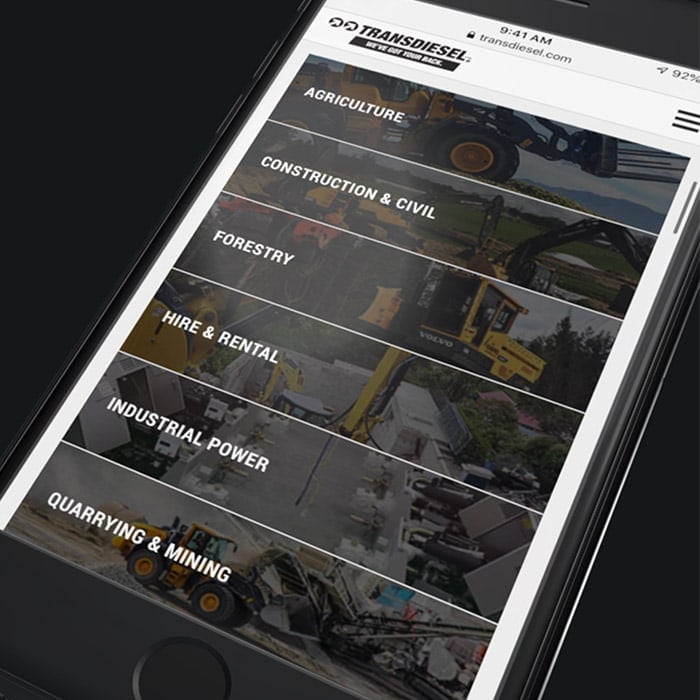 9:41 AM
transdiesel.com
92%
TRANSDIESEL
WE'VE GOT YOUR BACK.
AGRICULTURE
CONSTRUCTION & CIVIL
FORESTRY
VOLVO
HIRE & RENTAL
INDUSTRIAL POWER
QUARRYING & MINING